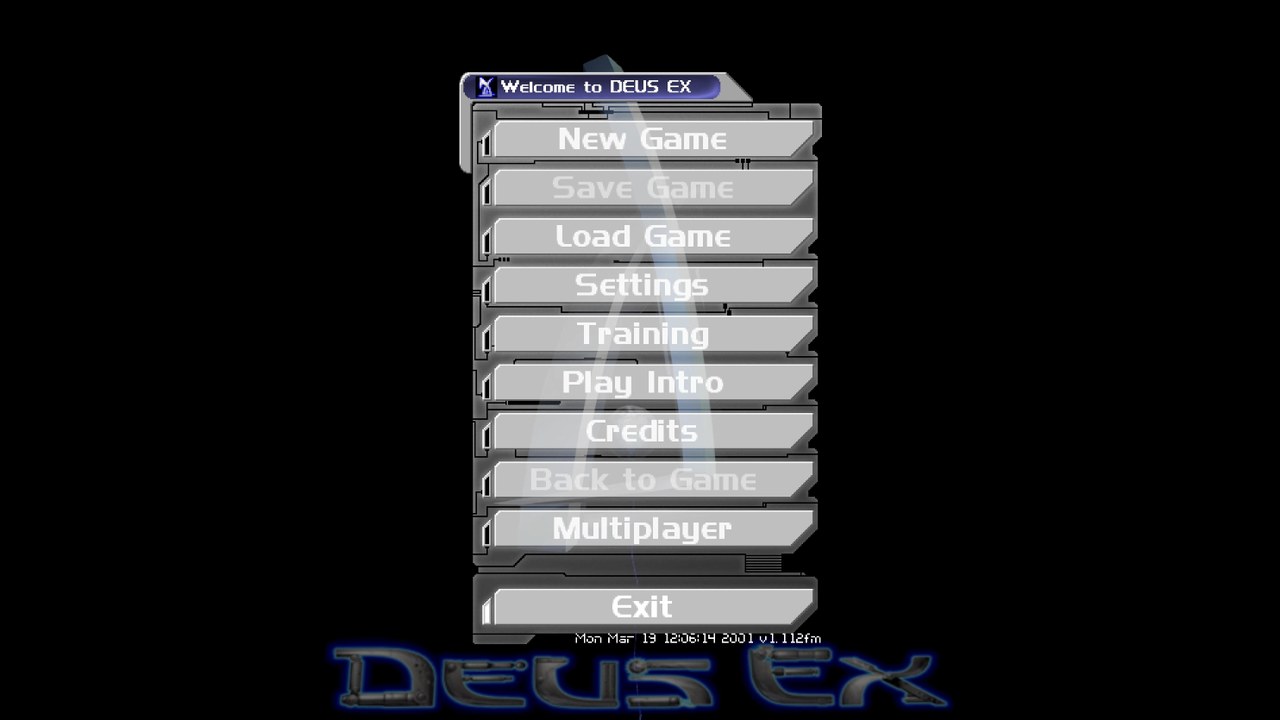 Welcome to DEUS EX
New Game
Save Game
Load Game
Settings
Training
Play Intro
Credits
Back to Game
Multiplayer
Exit
Mon Mar 19 12:06:14 2001 v1.112fm
DEUS EX